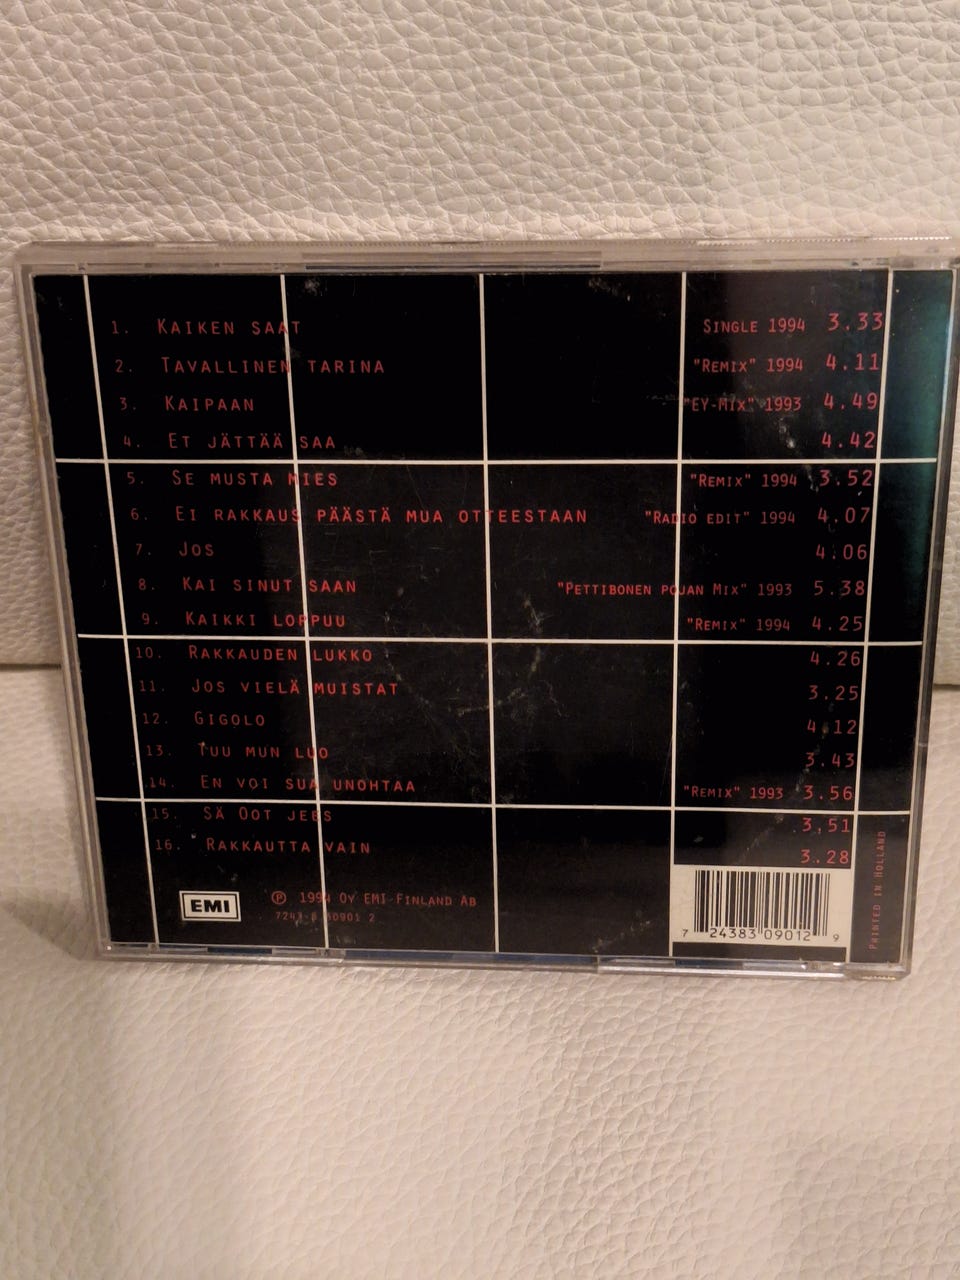 1. KAIKEN SAAT SINGLE 1994 3.33
2. TAVALLINEN TARINA "REMIX" 1994 4.11
3. KAIPAAN "EY-MIX" 1993 4.49
4. ET JÄTTÄÄ SAA 4.42
5. SE MUSTA MIES "REMIX" 1994 3.52
6. EI RAKKAUS PÄÄSTÄ MUA OTTEESTAAN "RADIO EDIT" 1994 4.07
7. JOS 4.06
8. KAI SINUT SAAN "PETTIBONEN POJAN MIX" 1993 5.38
9. KAIKKI LOPPUU "REMIX" 1994 4.25
10. RAKKAUDEN LUKKO 4.26
11. JOS VIELÄ MUISTAT 3.25
12. GIGOLO 4.12
13. TUU MUN LUO 3.43
14. EN VOI SUA UNOHTAA "REMIX" 1993 3.56
15. SÄ OOT JEES 3.51
16. RAKKAUTTA VAIN 3.28
EMI
℗ 1994 OY EMI FINLAND AB
7243 8 30901 2
7 24383 09012 9
PRINTED IN HOLLAND